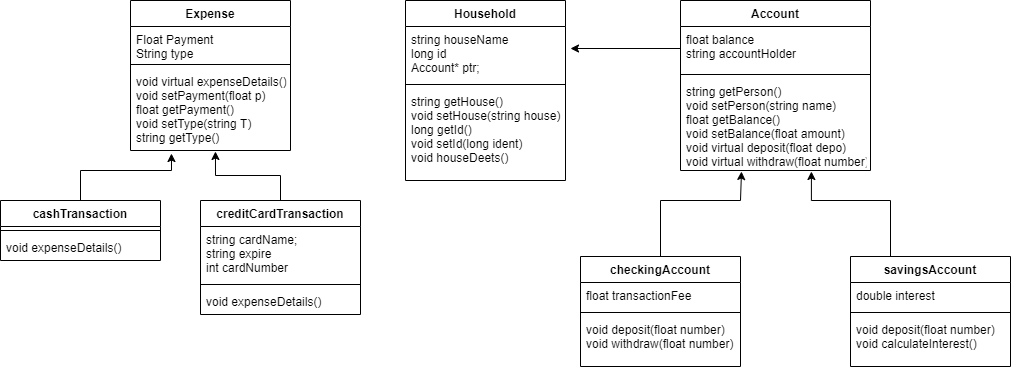 Expense
Float Payment
String type
void virtual expenseDetails()
void setPayment(float p)
float getPayment()
void setType(string T)
string getType()
Household
string houseName
long id
Account* ptr;
string getHouse()
void setHouse(string house)
long getId()
void setId(long ident)
void houseDeets()
Account
float balance
string accountHolder
string getPerson()
void setPerson(string name)
float getBalance()
void setBalance(float amount)
void virtual deposit(float depo)
void virtual withdraw(float number)
cashTransaction
void expenseDetails()
creditCardTransaction
string cardName;
string expire
int cardNumber
void expenseDetails()
checkingAccount
float transactionFee
void deposit(float number)
void withdraw(float number)
savingsAccount
double interest
void deposit(float number)
void calculateInterest()